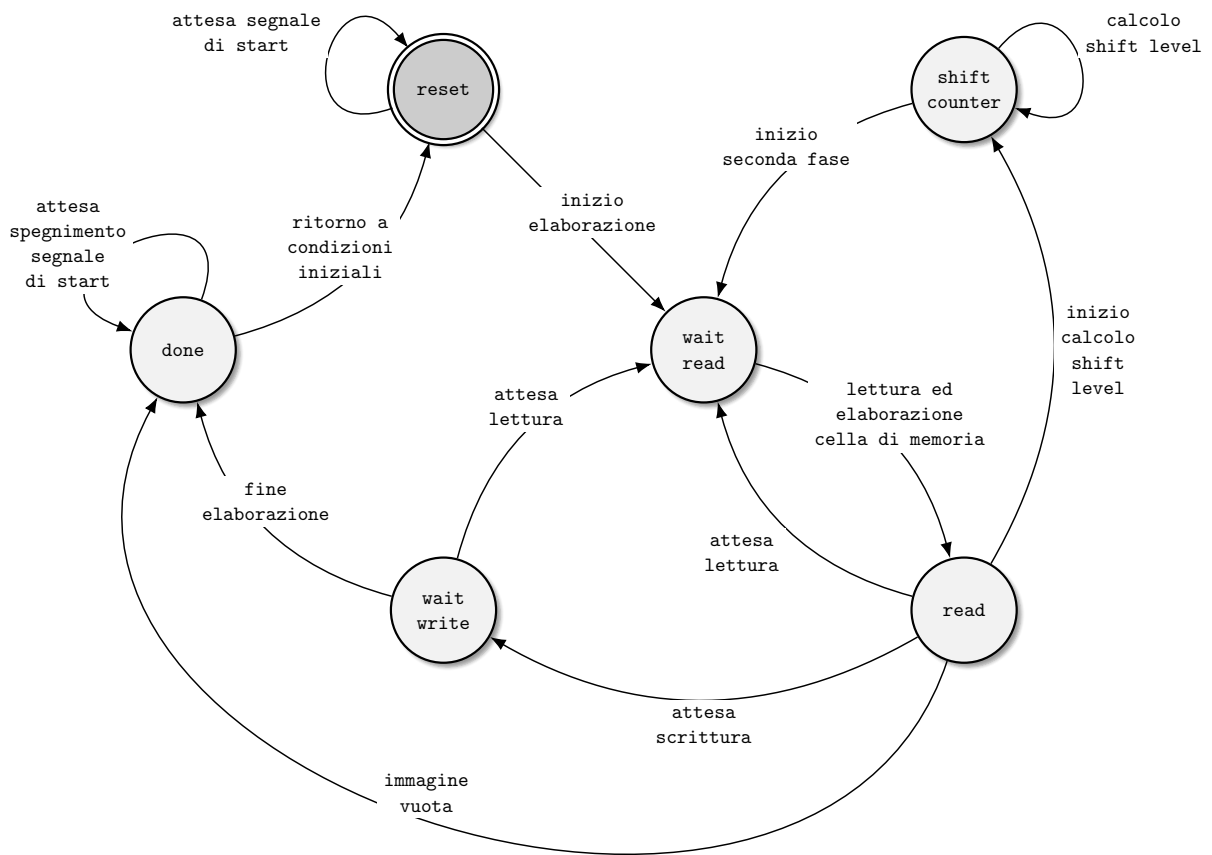 attesa segnale
di start
reset
calcolo
shift level
shift
counter
inizio
seconda fase
attesa
spegnimento
segnale
di start
ritorno a
condizioni
iniziali
inizio
elaborazione
done
wait
read
inizio
calcolo
shift
level
attesa
lettura
lettura ed
elaborazione
cella di memoria
fine
elaborazione
attesa
lettura
wait
write
read
attesa
scrittura
immagine
vuota